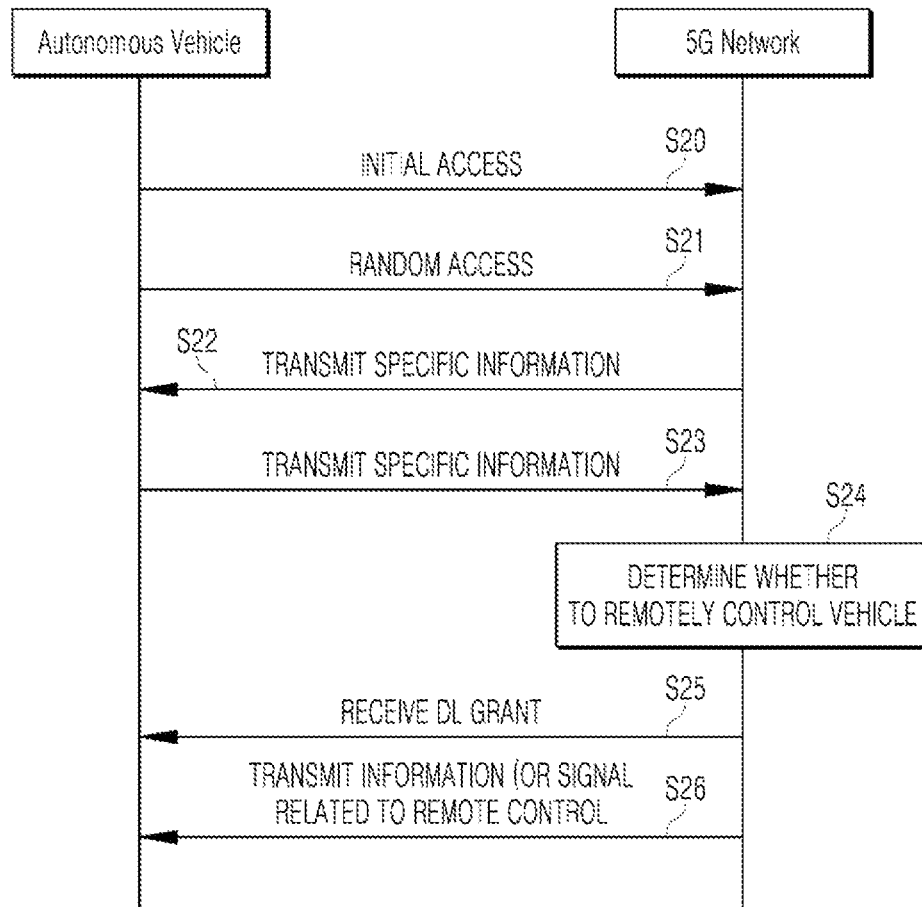 Autonomous Vehicle
5G Network
S20
INITIAL ACCESS
S21
RANDOM ACCESS
S22
TRANSMIT SPECIFIC INFORMATION
S23
TRANSMIT SPECIFIC INFORMATION
S24
DETERMINE WHETHER
TO REMOTELY CONTROL VEHICLE
S25
RECEIVE DL GRANT
TRANSMIT INFORMATION (OR SIGNAL
RELATED TO REMOTE CONTROL
S26